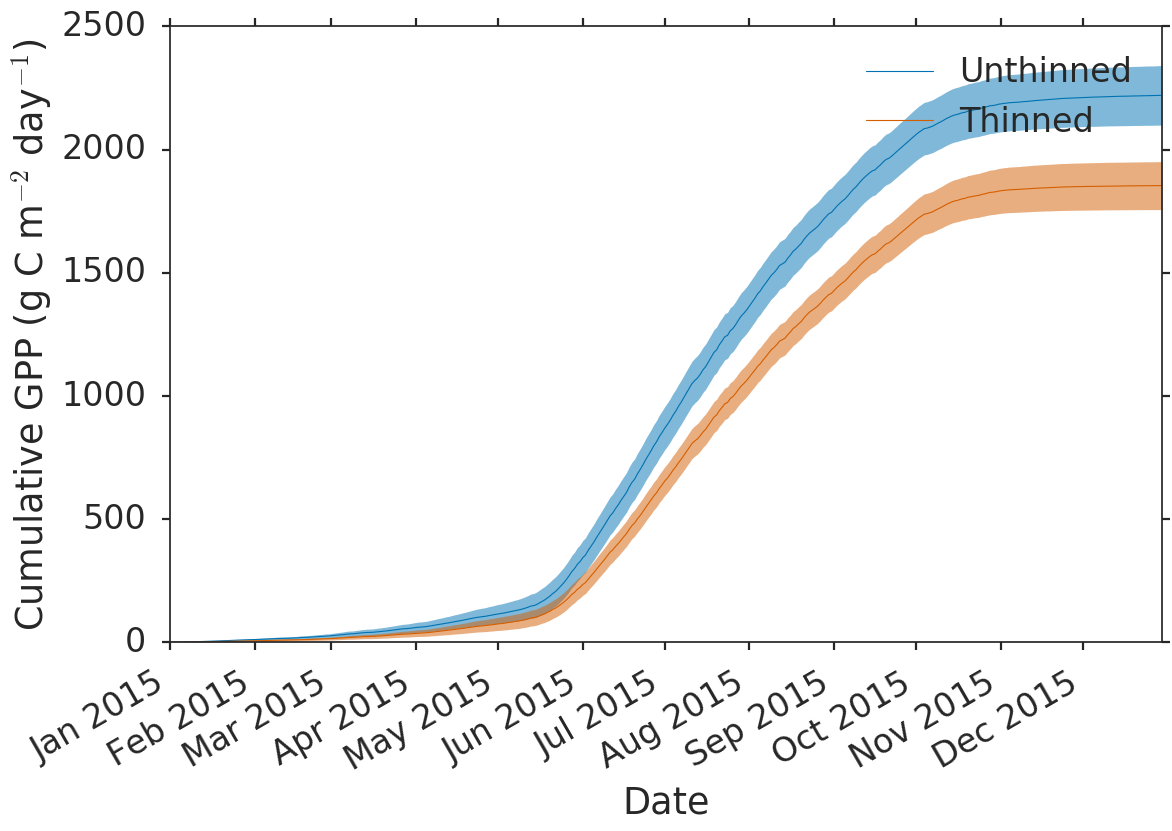 Cumulative GPP (g C m⁻² day⁻¹)
2500
2000
1500
1000
500
0
Unthinned
Thinned
Jan 2015
Feb 2015
Mar 2015
Apr 2015
May 2015
Jun 2015
Jul 2015
Aug 2015
Sep 2015
Oct 2015
Nov 2015
Dec 2015
Date